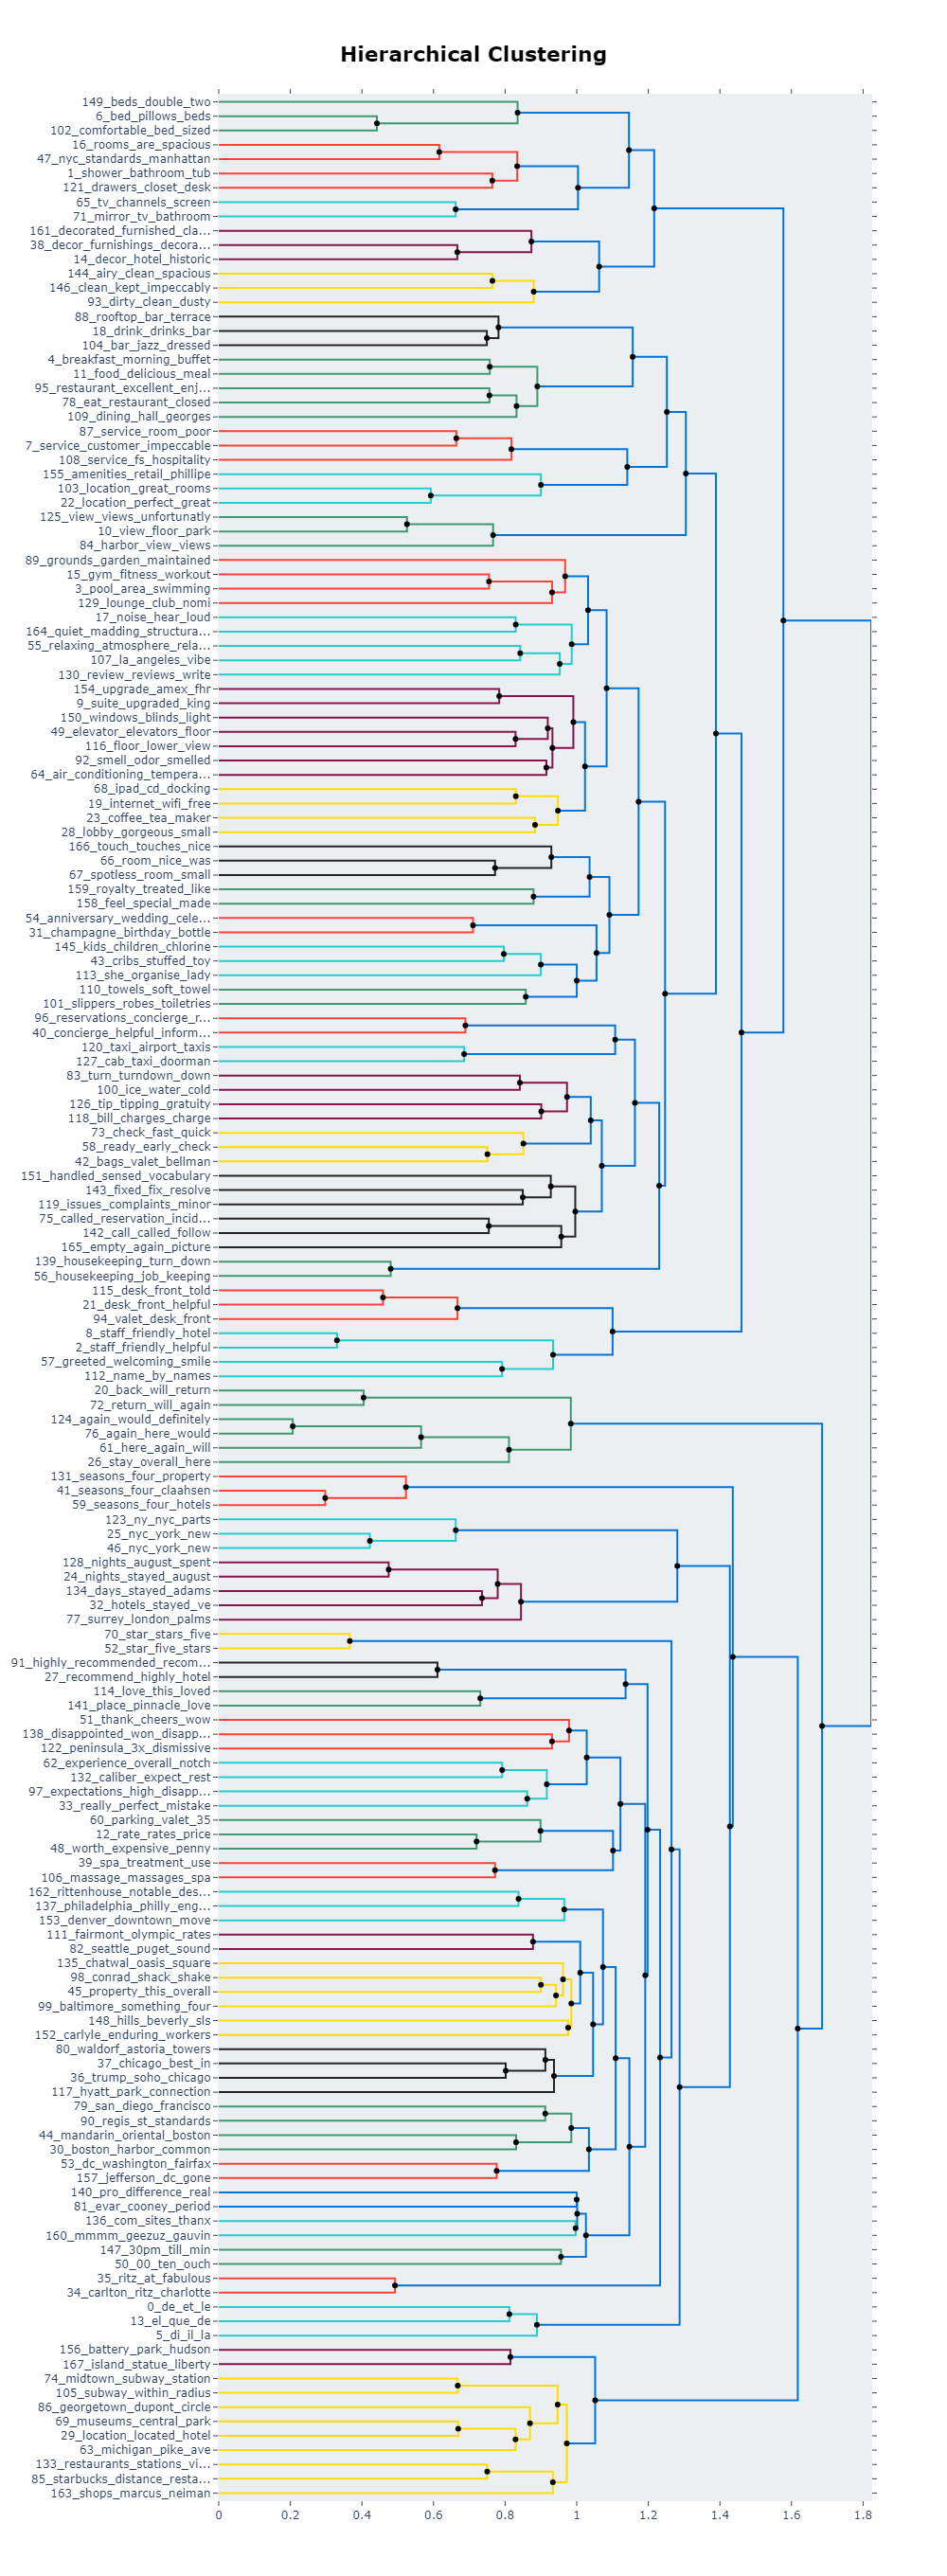 Hierarchical Clustering
149_beds_double_two
6_bed_pillows_beds
102_comfortable_bed_sized
16_rooms_are_spacious
47_nyc_standards_manhattan
1_shower_bathroom_tub
121_drawers_closet_desk
65_tv_channels_screen
71_mirror_tv_bathroom
161_decorated_furnished_cla...
38_decor_furnishings_decora...
14_decor_hotel_historic
144_airy_clean_spacious
146_clean_kept_impeccably
93_dirty_clean_dusty
88_rooftop_bar_terrace
18_drink_drinks_bar
104_bar_jazz_dressed
4_breakfast_morning_buffet
11_food_delicious_meal
95_restaurant_excellent_enj...
78_eat_restaurant_closed
109_dining_hall_georges
87_service_room_poor
7_service_customer_impeccable
108_service_fs_hospitality
155_amenities_retail_phillipe
103_location_great_rooms
22_location_perfect_great
125_view_views_unfortunatly
10_view_floor_park
84_harbor_view_views
89_grounds_garden_maintained
15_gym_fitness_workout
3_pool_area_swimming
129_lounge_club_nomi
17_noise_hear_loud
164_quiet_madding_structura...
55_relaxing_atmosphere_rela...
107_la_angeles_vibe
130_review_reviews_write
154_upgrade_amex_fhr
9_suite_upgraded_king
150_windows_blinds_light
49_elevator_elevators_floor
116_floor_lower_view
92_smell_odor_smelled
64_air_conditioning_tempera...
68_ipad_cd_docking
19_internet_wifi_free
23_coffee_tea_maker
28_lobby_gorgeous_small
166_touch_touches_nice
66_room_nice_was
67_spotless_room_small
159_royalty_treated_like
158_feel_special_made
54_anniversary_wedding_cele...
31_champagne_birthday_bottle
145_kids_children_chlorine
43_cribs_stuffed_toy
113_she_organise_lady
110_towels_soft_towel
101_slippers_robes_toiletries
96_reservations_concierge_r...
40_concierge_helpful_inform...
120_taxi_airport_taxis
127_cab_taxi_doorman
83_turn_turndown_down
100_ice_water_cold
126_tip_tipping_gratuity
118_bill_charges_charge
73_check_fast_quick
58_ready_early_check
42_bags_valet_bellman
151_handled_sensed_vocabulary
143_fixed_fix_resolve
119_issues_complaints_minor
75_called_reservation_incid...
142_call_called_follow
165_empty_again_picture
139_housekeeping_turn_down
56_housekeeping_job_keeping
115_desk_front_told
21_desk_front_helpful
94_valet_desk_front
8_staff_friendly_hotel
2_staff_friendly_helpful
57_greeted_welcoming_smile
112_name_by_names
20_back_will_return
72_return_will_again
124_again_would_definitely
76_again_here_would
61_here_again_will
26_stay_overall_here
131_seasons_four_property
41_seasons_four_claahsen
59_seasons_four_hotels
123_ny_nyc_parts
25_nyc_york_new
46_nyc_york_new
128_nights_august_spent
24_nights_stayed_august
134_days_stayed_adams
32_hotels_stayed_ve
77_surrey_london_palms
70_star_stars_five
52_star_five_stars
91_highly_recommended_recom...
27_recommend_highly_hotel
114_love_this_loved
141_place_pinnacle_love
51_thank_cheers_wow
138_disappointed_won_disapp...
122_peninsula_3x_dismissive
62_experience_overall_notch
132_caliber_expect_rest
97_expectations_high_disapp...
33_really_perfect_mistake
60_parking_valet_35
12_rate_rates_price
48_worth_expensive_penny
39_spa_treatment_use
106_massage_massages_spa
162_rittenhouse_notable_des...
137_philadelphia_philly_eng...
153_denver_downtown_move
111_fairmont_olympic_rates
82_seattle_puget_sound
135_chatwal_oasis_square
98_conrad_shack_shake
45_property_this_overall
99_baltimore_something_four
148_hills_beverly_sls
152_carlyle_enduring_workers
80_waldorf_astoria_towers
37_chicago_best_in
36_trump_soho_chicago
117_hyatt_park_connection
79_san_diego_francisco
90_regis_st_standards
44_mandarin_oriental_boston
30_boston_harbor_common
53_dc_washington_fairfax
157_jefferson_dc_gone
140_pro_difference_real
81_evar_cooney_period
136_com_sites_thanx
160_mmmm_geezuz_gauvin
147_30pm_till_min
50_00_ten_ouch
35_ritz_at_fabulous
34_carlton_ritz_charlotte
0_de_et_le
13_el_que_de
5_di_il_la
156_battery_park_hudson
167_island_statue_liberty
74_midtown_subway_station
105_subway_within_radius
86_georgetown_dupont_circle
69_museums_central_park
29_location_located_hotel
63_michigan_pike_ave
133_restaurants_stations_vi...
85_starbucks_distance_resta...
163_shops_marcus_neiman
0 0.2 0.4 0.6 0.8 1 1.2 1.4 1.6 1.8